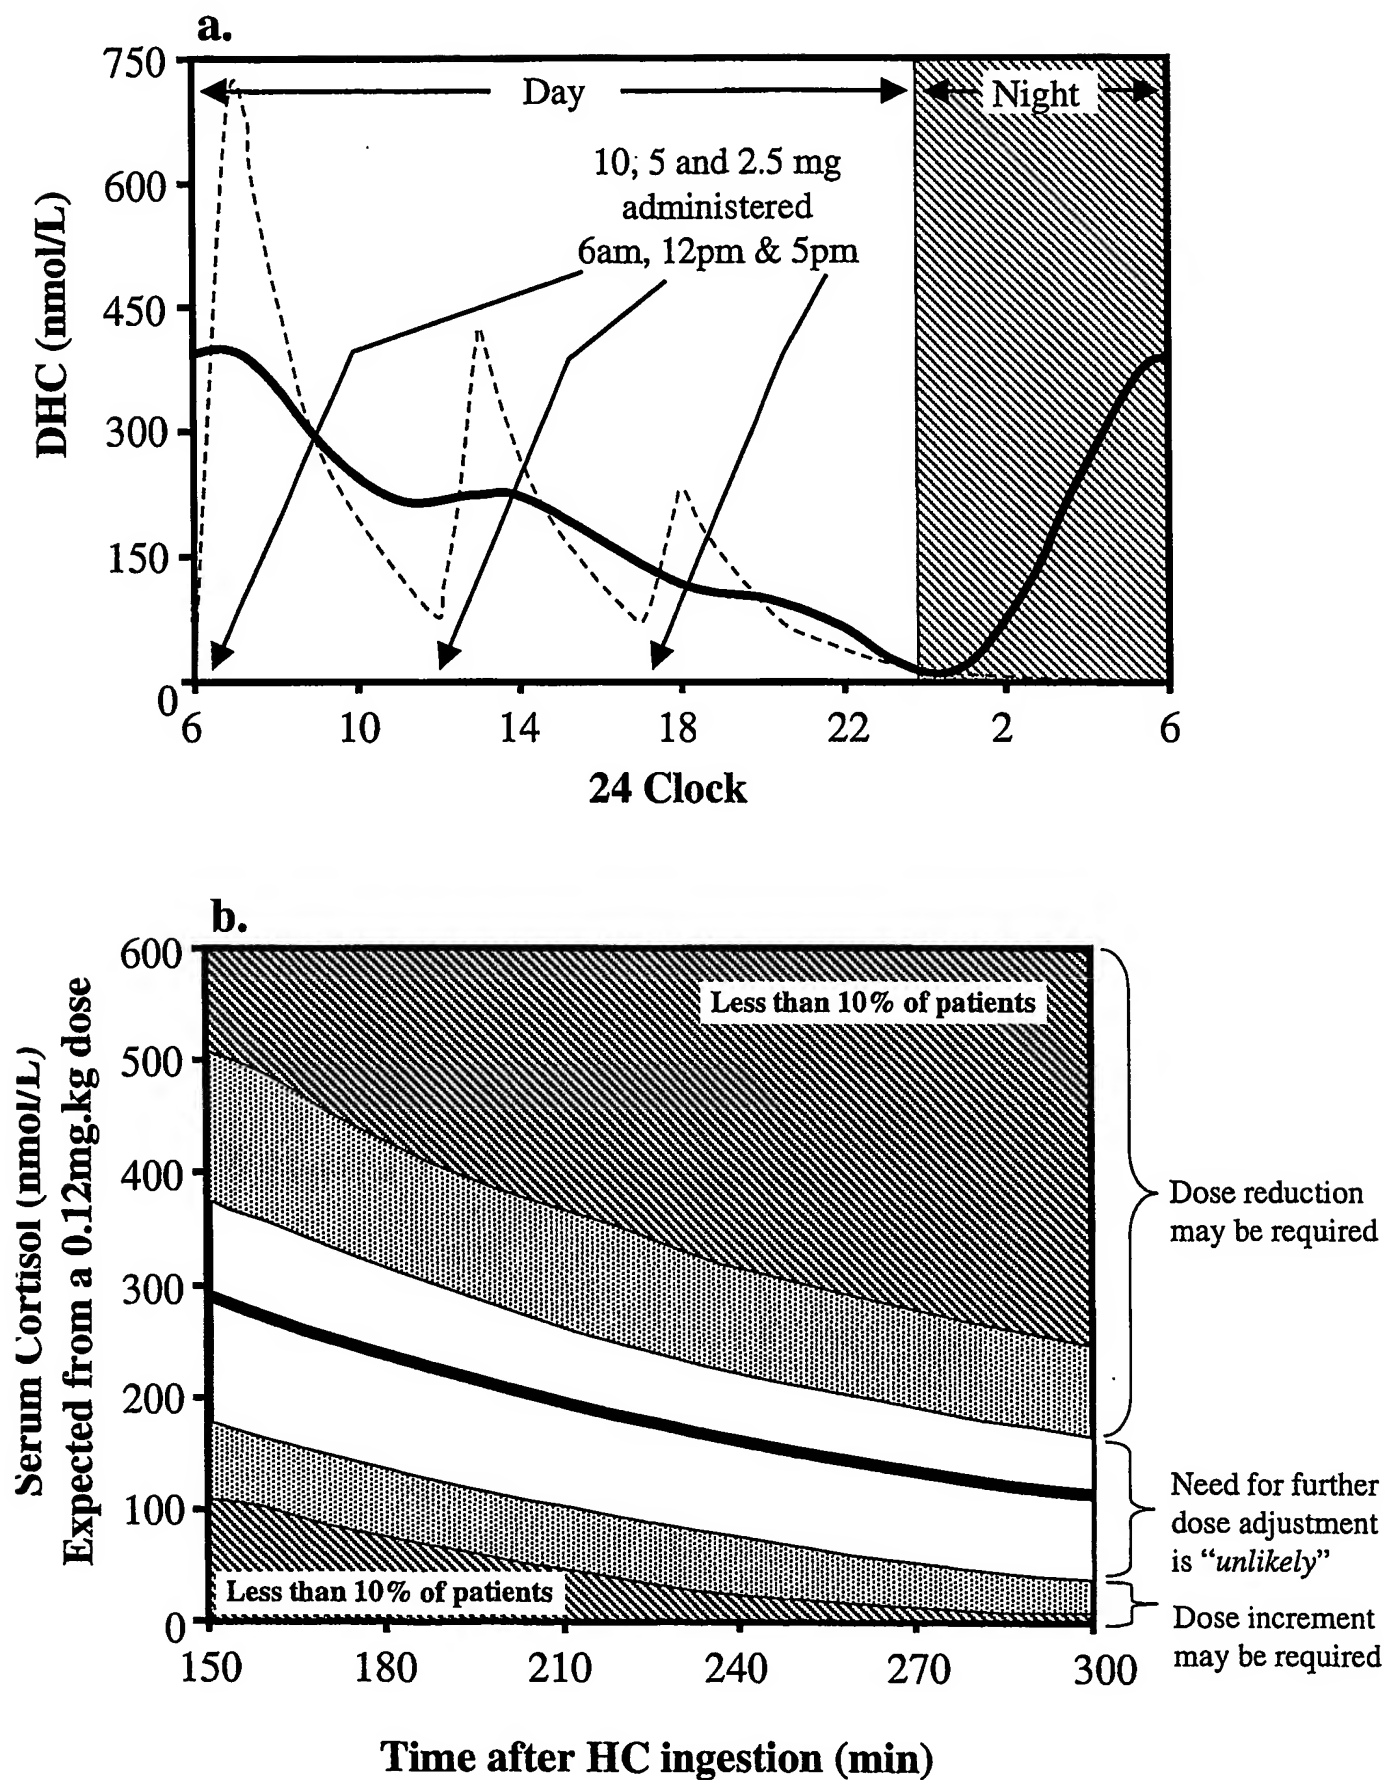 a.
750
600
450
300
150
0
DHC (nmol/L)
Day
Night
10, 5 and 2.5 mg
administered
6am, 12pm & 5pm
6 10 14 18 22 2 6
24 Clock
b.
600
500
400
300
200
100
0
Serum Cortisol (nmol/L)
Expected from a 0.12mg.kg dose
Less than 10% of patients
Less than 10% of patients
Dose reduction
may be required
Need for further
dose adjustment
is “unlikely”
Dose increment
may be required
150 180 210 240 270 300
Time after HC ingestion (min)